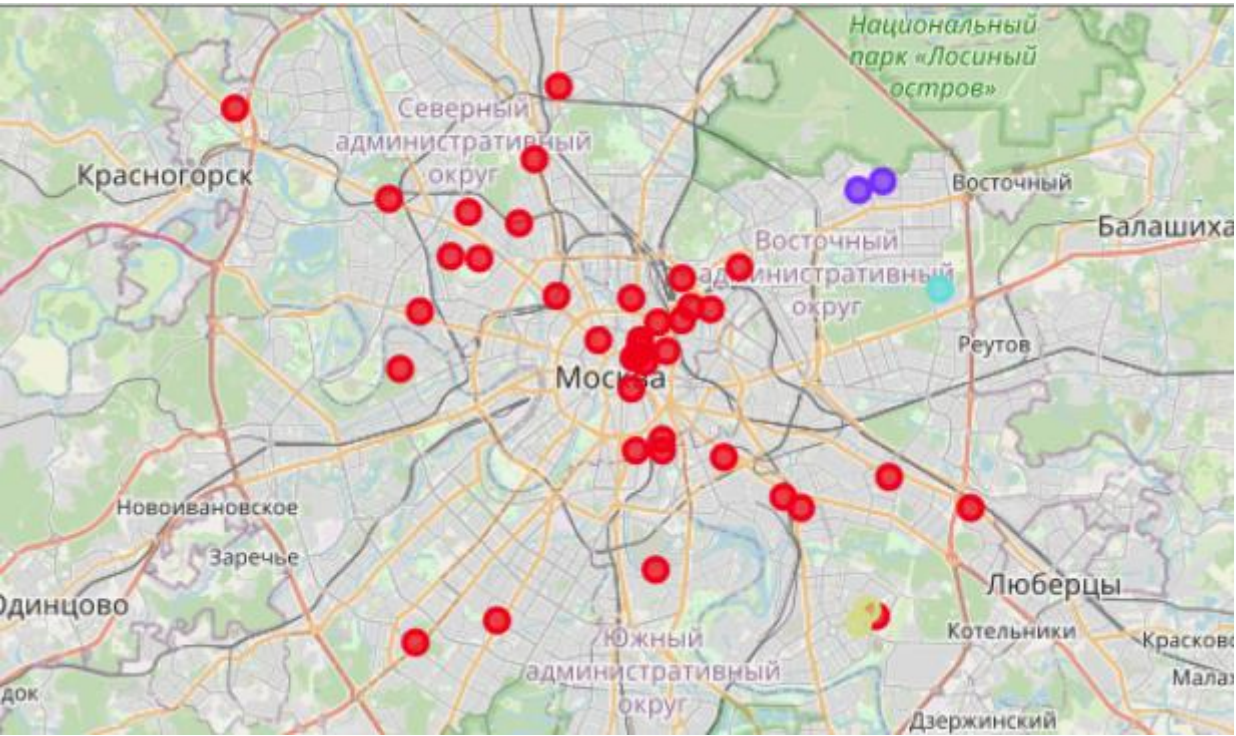 Национальный
парк «Лосиный
остров»
Северный
административный
округ
Красногорск
Восточный
Балашиха
Восточный
административный
округ
Реутов
Москва
Новоивановское
Заречье
Одинцово
Люберцы
Котельники
Южный
административный
округ
Красково
Малах
док
Дзержинский